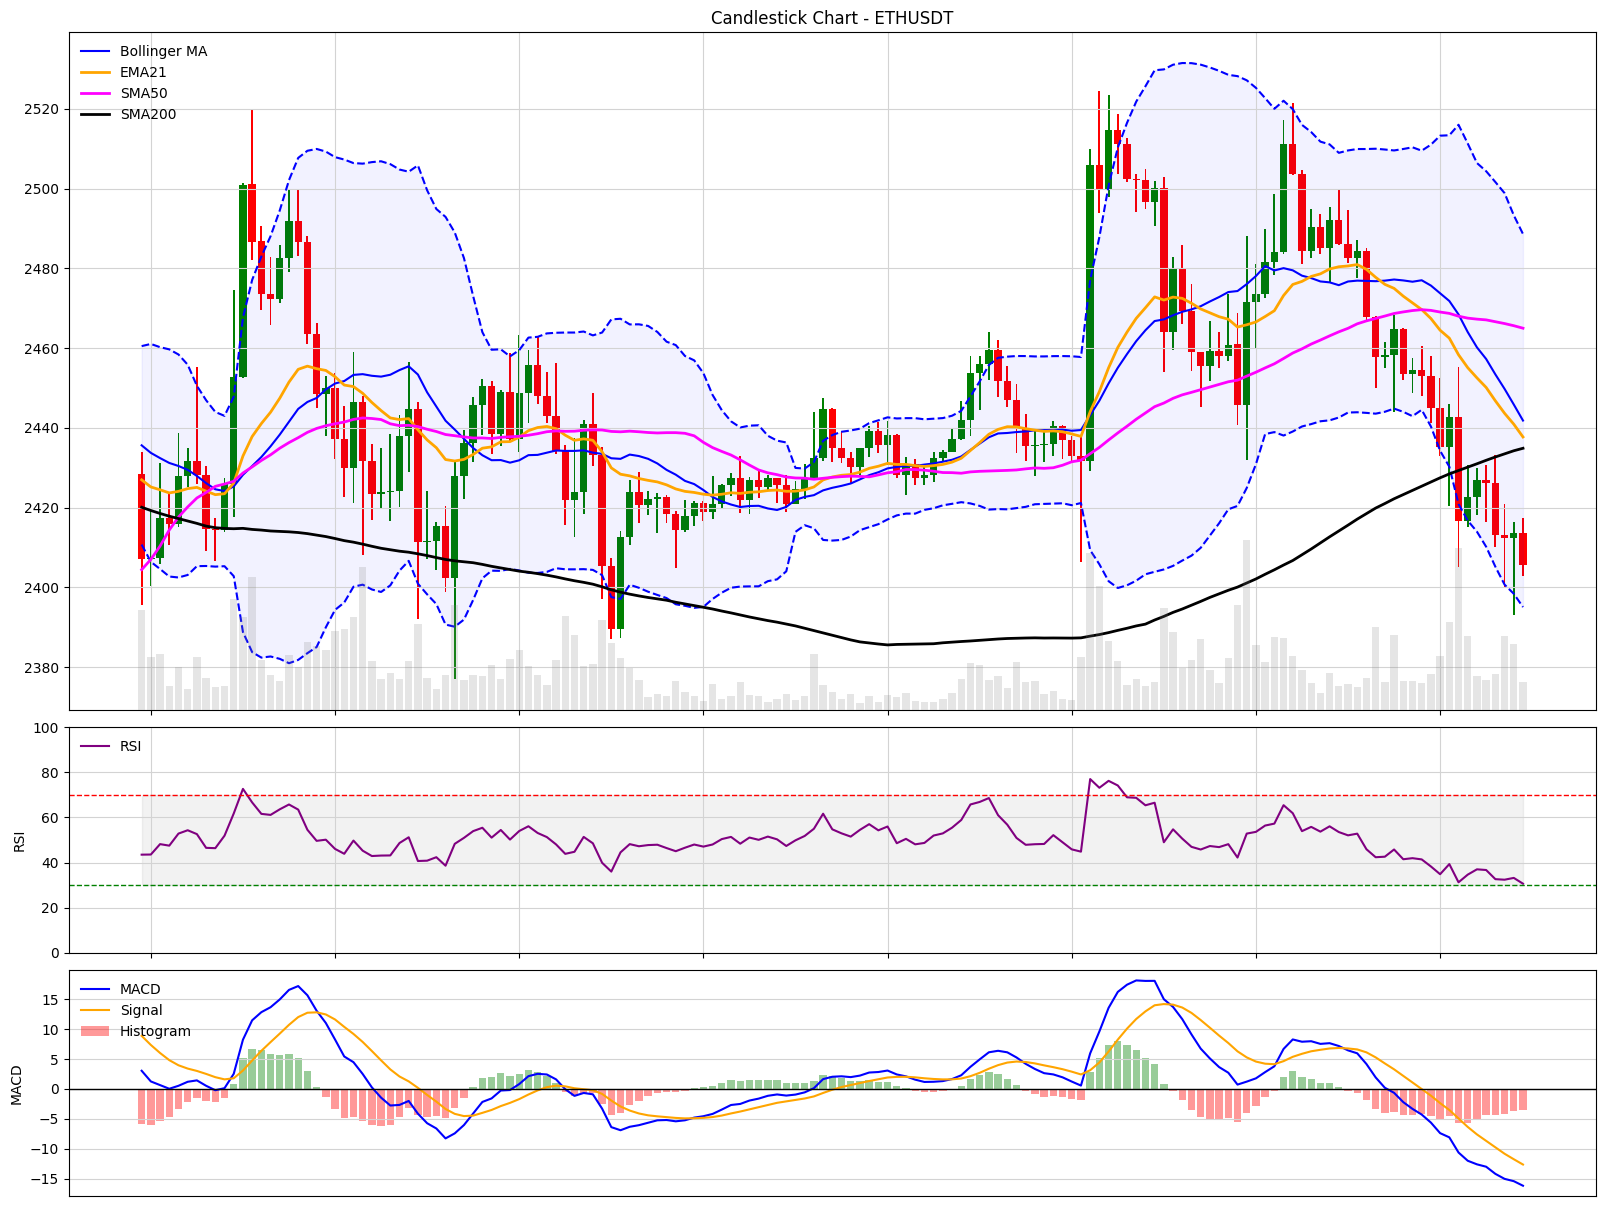 Candlestick Chart - ETHUSDT
Bollinger MA
EMA21
SMA50
SMA200
2520
2500
2480
2460
2440
2420
2400
2380
100
RSI
80
60
RSI
40
20
0
MACD
15
Signal
10
Histogram
5
MACD
0
−5
−10
−15